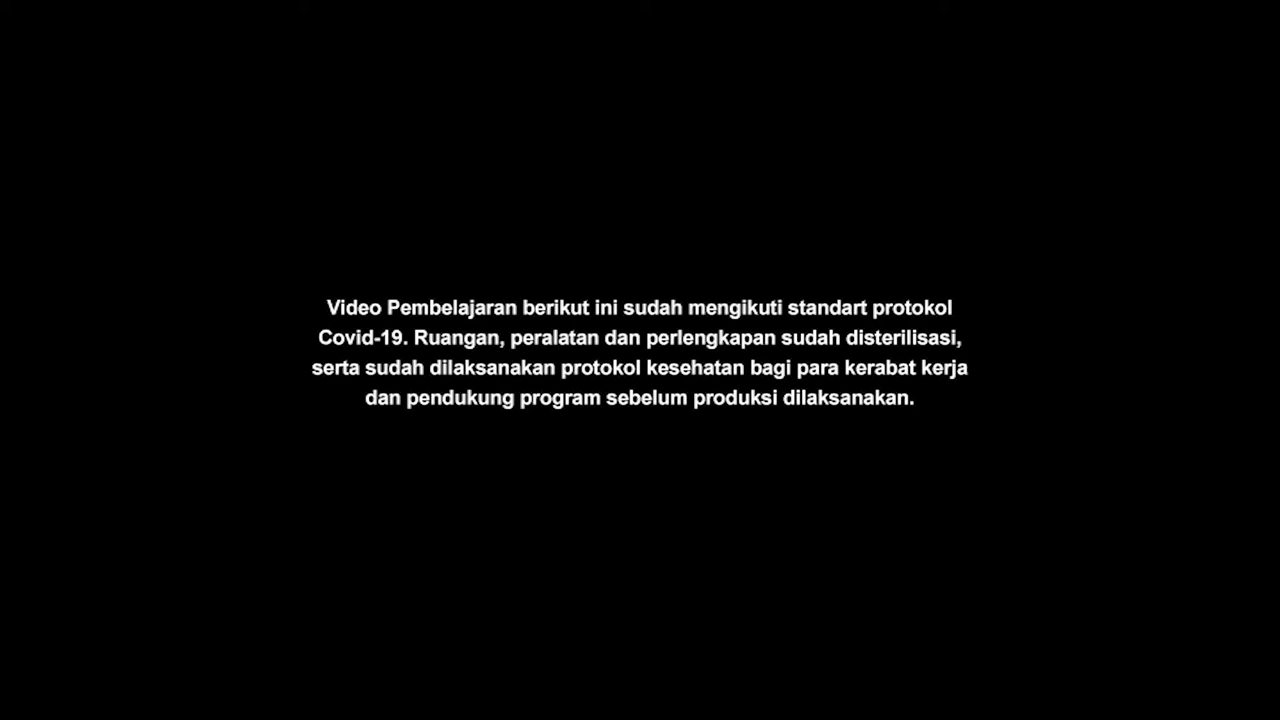 Video Pembelajaran berikut ini sudah mengikuti standart protokol
Covid-19. Ruangan, peralatan dan perlengkapan sudah disterilisasi,
serta sudah dilaksanakan protokol kesehatan bagi para kerabat kerja
dan pendukung program sebelum produksi dilaksanakan.